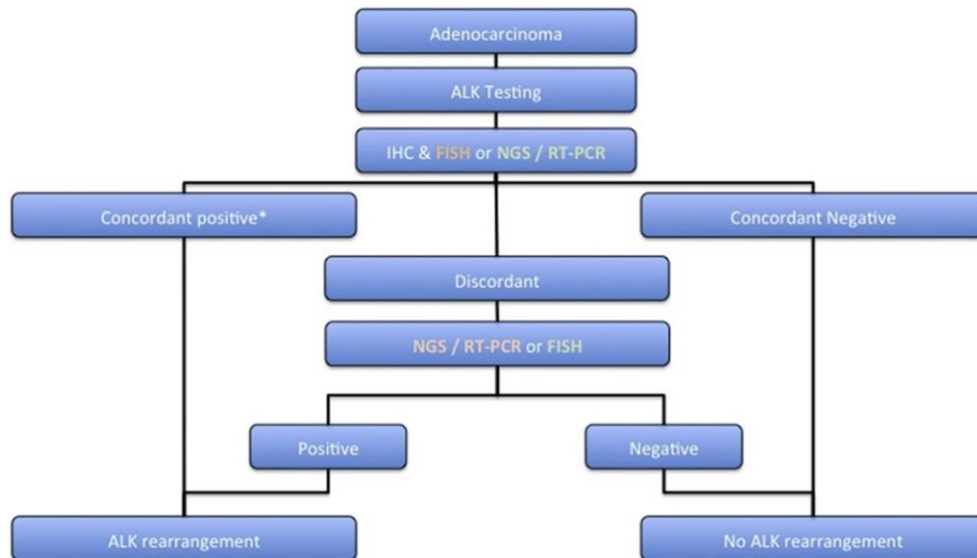 Adenocarcinoma
ALK Testing
IHC & FISH or NGS / RT-PCR
Concordant positive*
Concordant Negative
Discordant
NGS / RT-PCR or FISH
Positive
Negative
ALK rearrangement
No ALK rearrangement